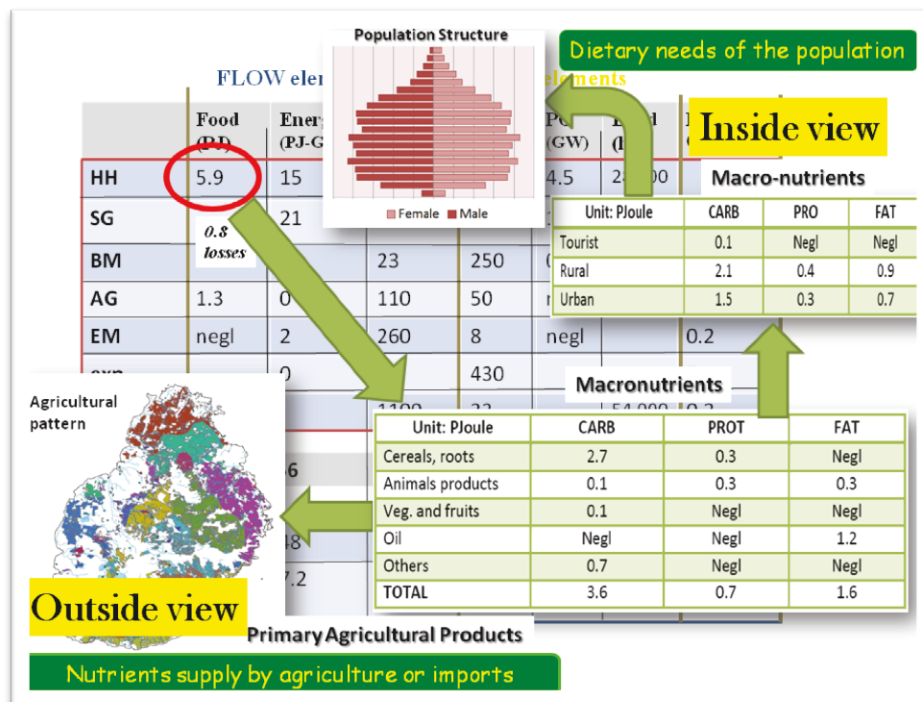 Population Structure
Dietary needs of the population
FLOW elements
Food Energ
(PJ) (PJ-G (GW)
Inside view
HH 5.9 15 4.5
Macro-nutrients
Female Male
SG 21
0.8
losses
Unit: PJoule CARB PRO FAT
Tourist 0.1 Negl Negl
Rural 2.1 0.4 0.9
Urban 1.5 0.3 0.7
BM 23 250
AG 1.3 0 110 50
EM negl 2 260 8 negl 0.2
0 430
Agricultural
pattern
Macronutrients
Unit: PJoule CARB PROT FAT
Cereals, roots 2.7 0.3 Negl
Animals products 0.1 0.3 0.3
Veg. and fruits 0.1 Negl Negl
Oil Negl Negl 1.2
Others 0.7 Negl Negl
TOTAL 3.6 0.7 1.6
7.2
Outside view
Primary Agricultural Products
Nutrients supply by agriculture or imports